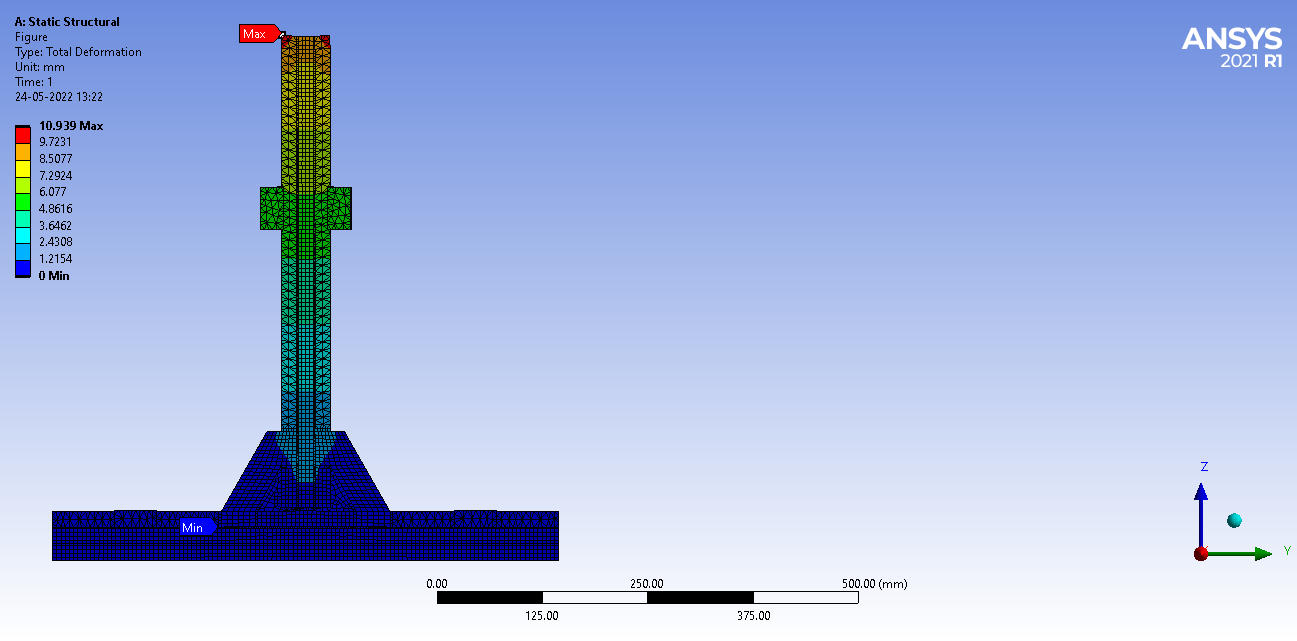 A: Static Structural
Figure
Type: Total Deformation
Unit: mm
Time: 1
24-05-2022 13:22
10.939 Max
9.7231
8.5077
7.2924
6.077
4.8616
3.6462
2.4308
1.2154
0 Min
Max
Min
ANSYS
2021 R1
0.00 250.00 500.00 (mm)
125.00 375.00
Z
Y